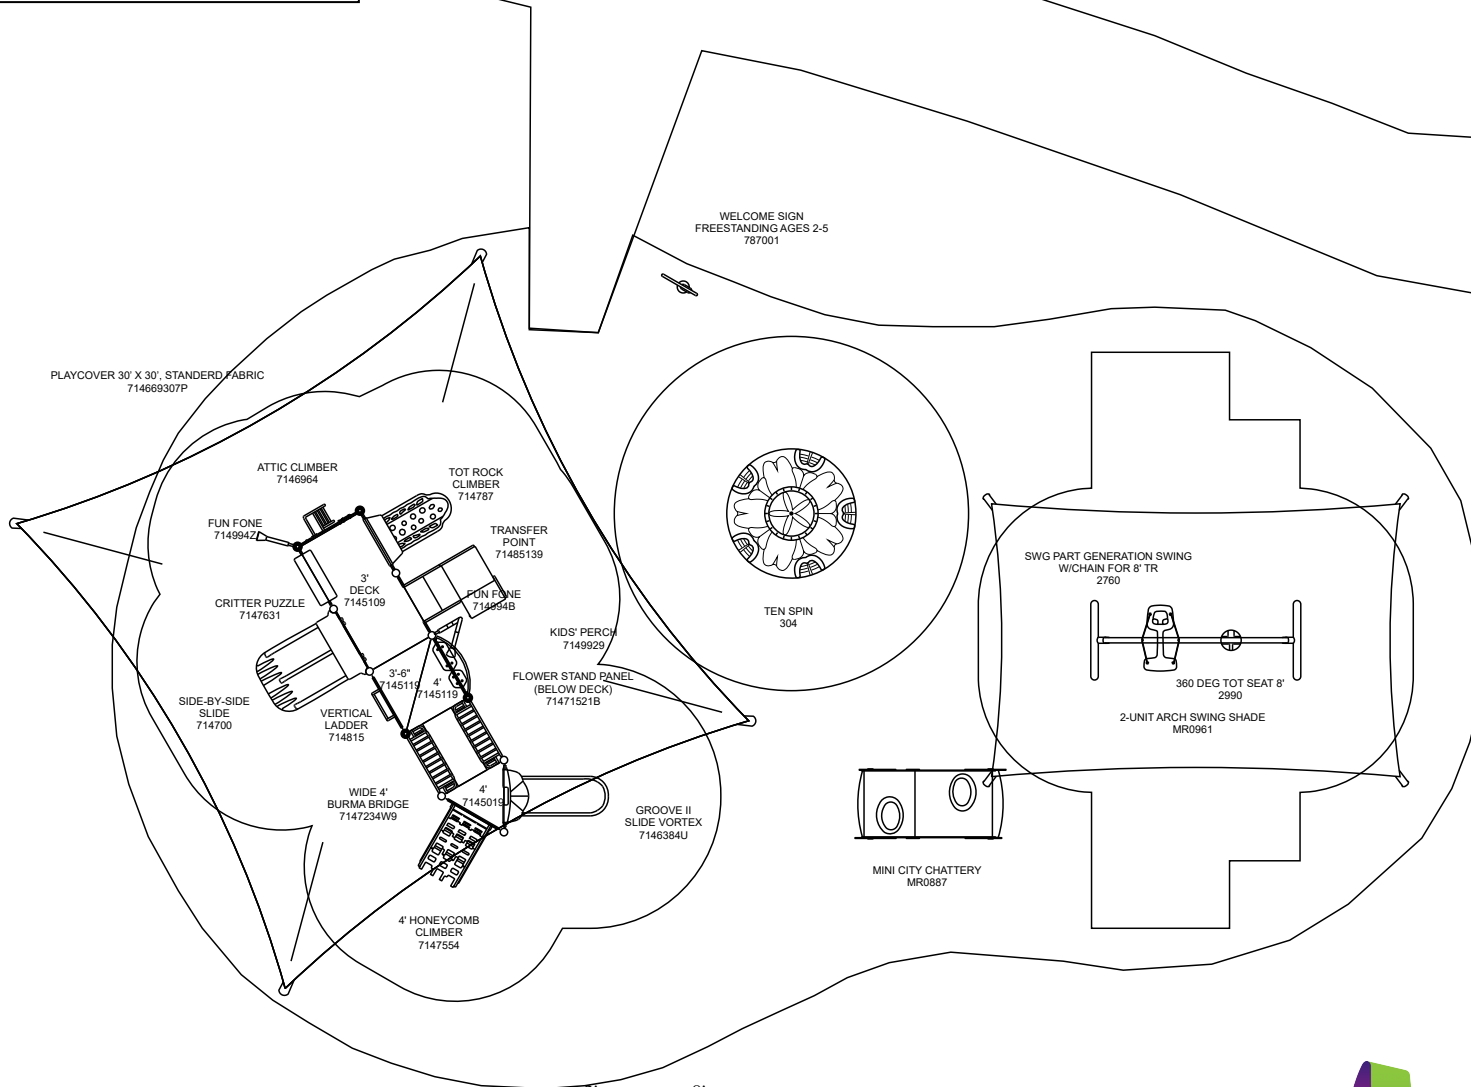 WELCOME SIGN
FREESTANDING AGES 2-5
787001
PLAYCOVER 30' X 30', STANDERD FABRIC
714669307P
ATTIC CLIMBER
7146964
TOT ROCK
CLIMBER
714787
FUN FONE
714994Z
TRANSFER
POINT
71485139
3'
DECK
7145109
FUN FONE
714994B
CRITTER PUZZLE
7147631
KIDS' PERCH
7149929
3'-6"
7145119
4'
7145119
FLOWER STAND PANEL
(BELOW DECK)
71471521B
SIDE-BY-SIDE
SLIDE
714700
VERTICAL
LADDER
714815
WIDE 4'
BURMA BRIDGE
7147234W9
4'
7145019
GROOVE II
SLIDE VORTEX
7146384U
4' HONEYCOMB
CLIMBER
7147554
TEN SPIN
304
SWG PART GENERATION SWING
W/CHAIN FOR 8' TR
2760
360 DEG TOT SEAT 8'
2990
2-UNIT ARCH SWING SHADE
MR0961
MINI CITY CHATTERY
MR0887